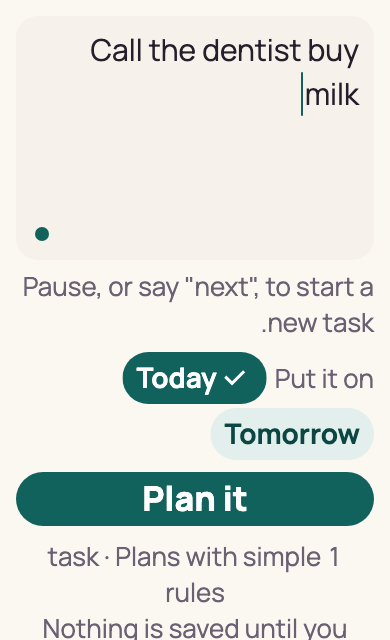 Call the dentist buy
milk
Pause, or say "next", to start a
.new task
Put it on Today ✓
Tomorrow
Plan it
task · Plans with simple 1
rules
Nothing is saved until you